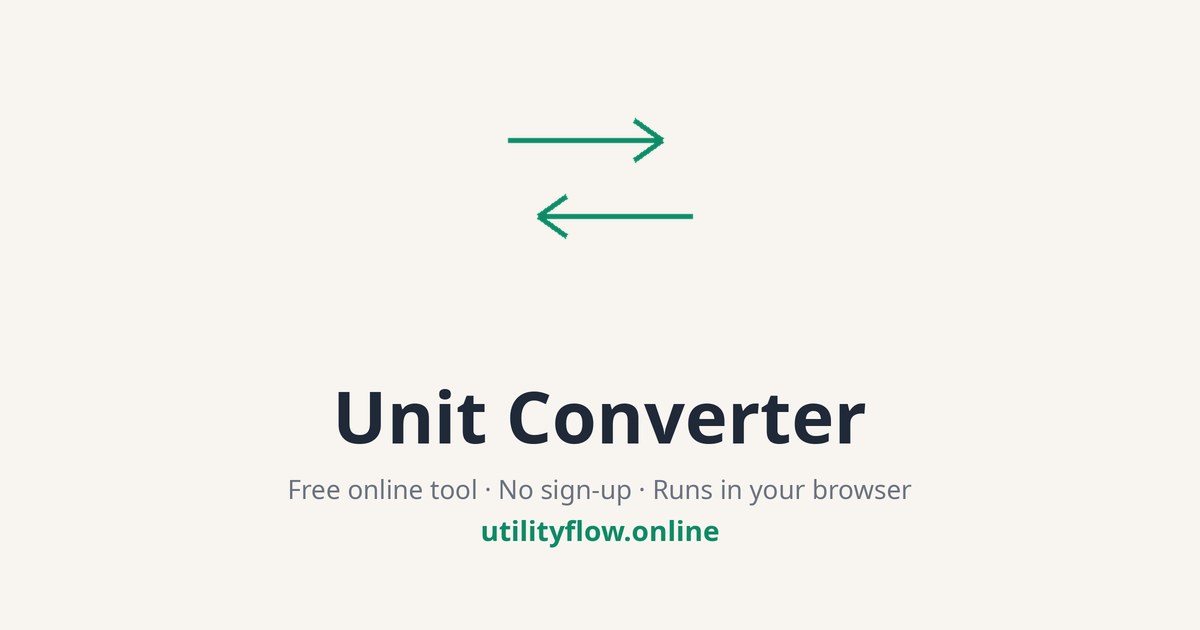 Unit Converter
Free online tool · No sign-up · Runs in your browser
utilityflow.online